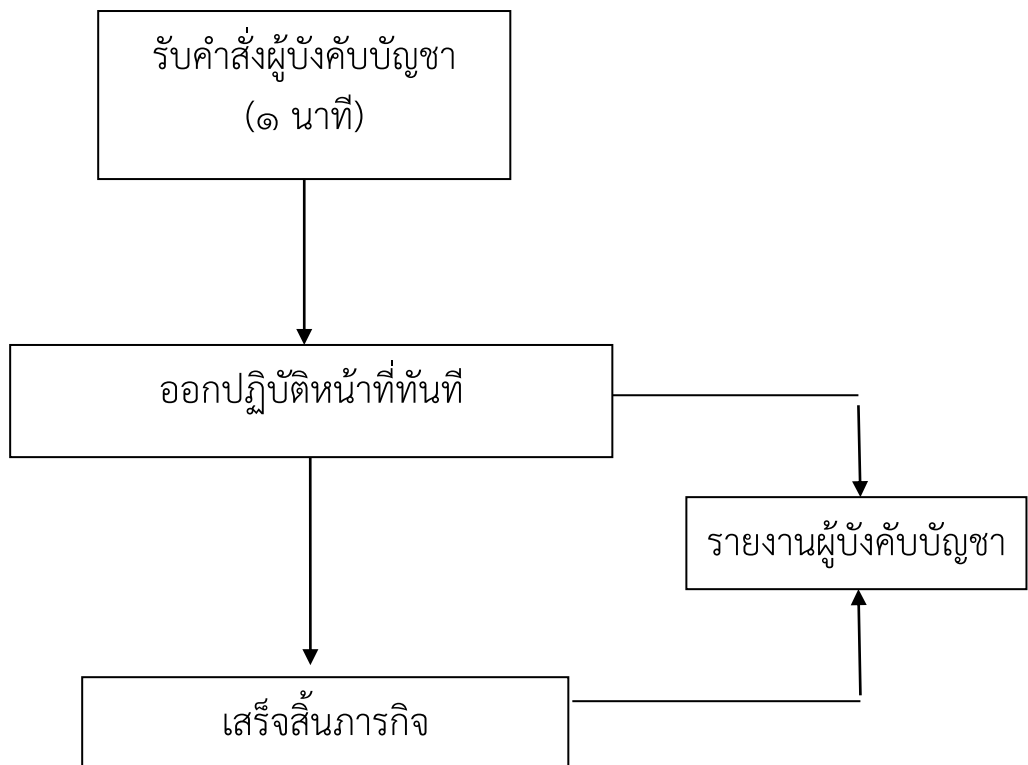 รับคำสั่งผู้บังคับบัญชา
(๑ นาที)
ออกปฏิบัติหน้าที่ทันที
รายงานผู้บังคับบัญชา
เสร็จสิ้นภารกิจ